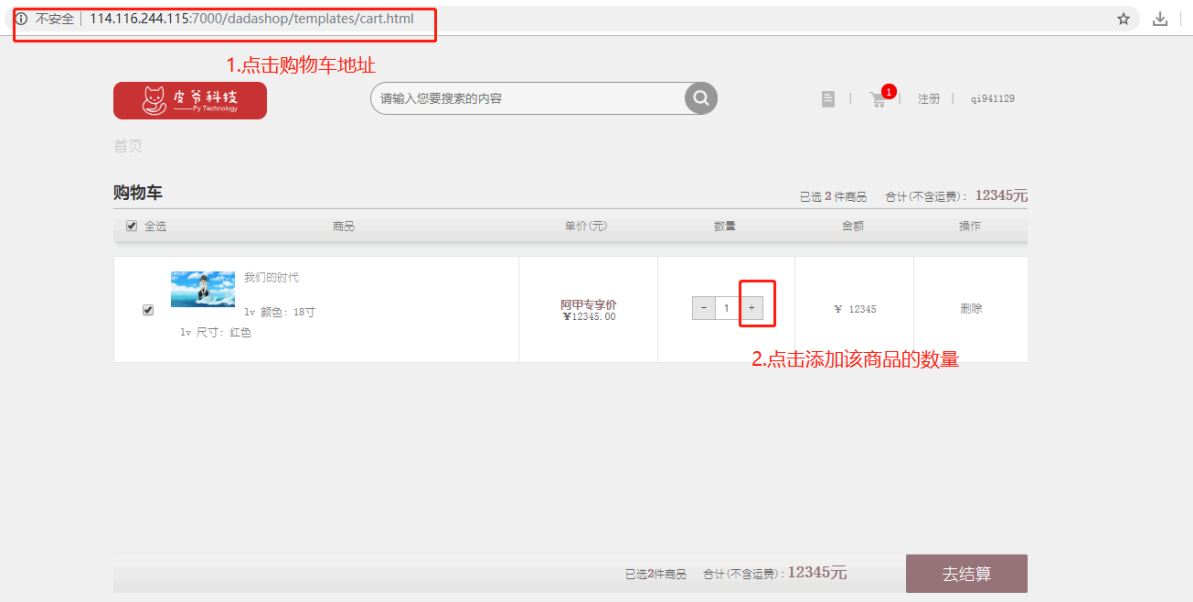 不安全 | 114.116.244.115:7000/dadashop/templates/cart.html
1.点击购物车地址
皮爷科技
Py Technology
请输入您要搜索的内容
1
注册
qi941129
首页
购物车
已选 2 件商品 合计(不含运费): 12345元
全选 商品 单价(元) 数量 金额 操作
我们的时代
lv 颜色: 18寸
lv 尺寸: 红色
阿甲专享价
¥12345.00
- 1 +
¥ 12345
删除
2.点击添加该商品的数量
已选2件商品 合计(不含运费): 12345元
去结算